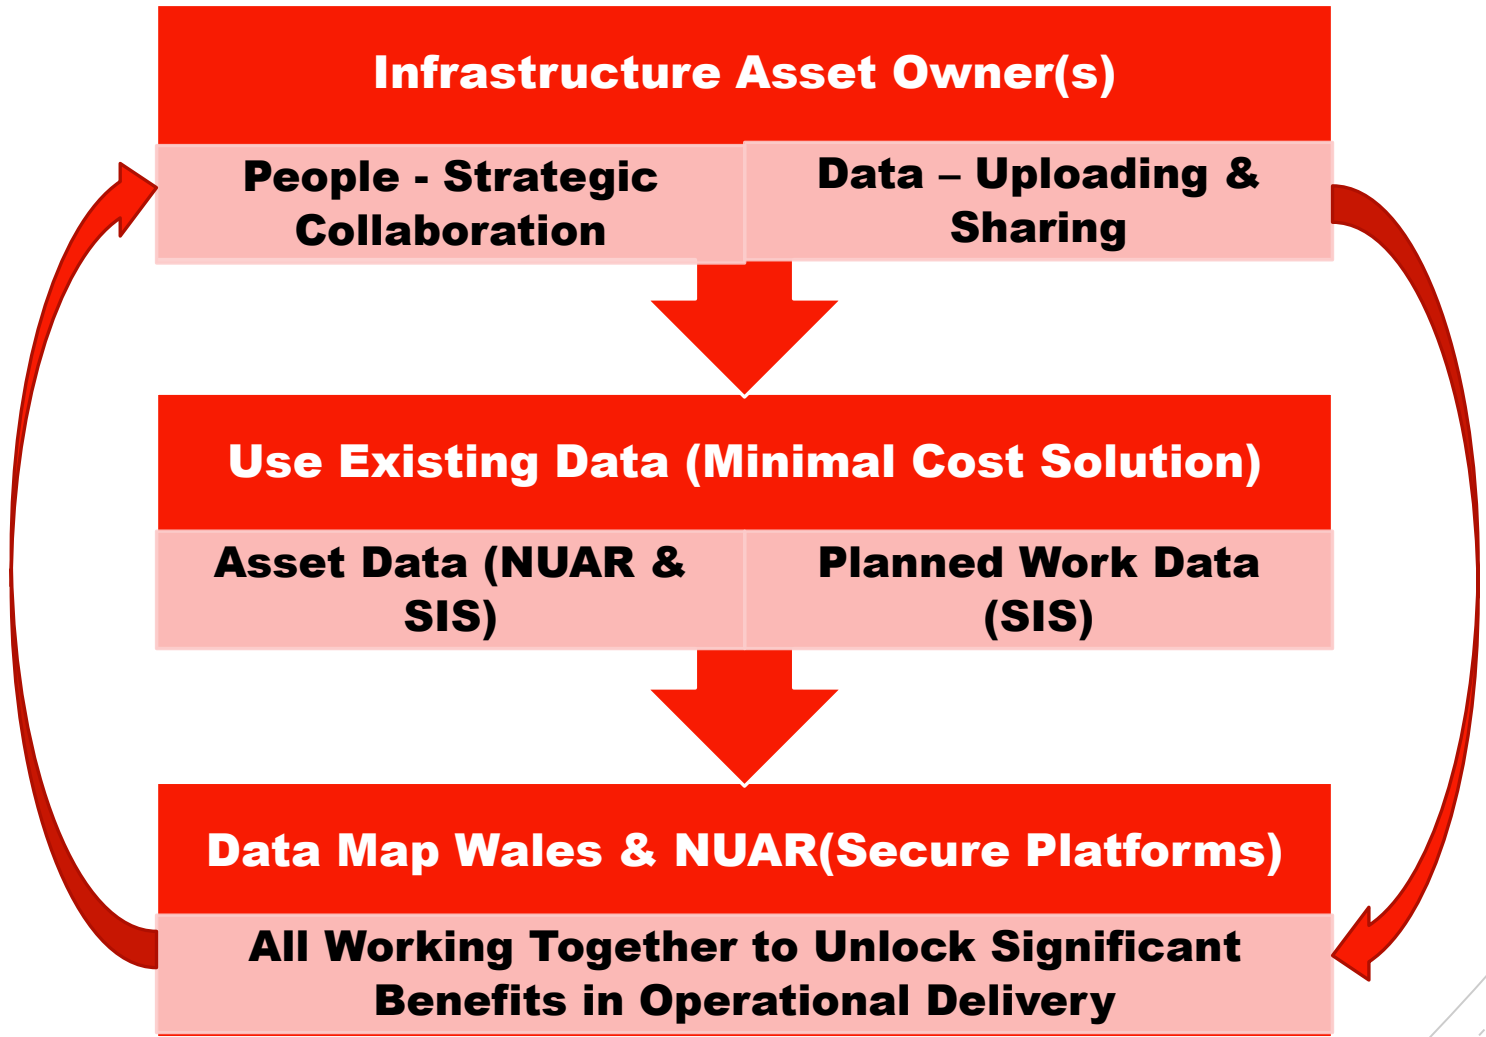 Infrastructure Asset Owner(s)
People - Strategic
Collaboration
Data – Uploading &
Sharing
Use Existing Data (Minimal Cost Solution)
Asset Data (NUAR &
SIS)
Planned Work Data
(SIS)
Data Map Wales & NUAR(Secure Platforms)
All Working Together to Unlock Significant
Benefits in Operational Delivery